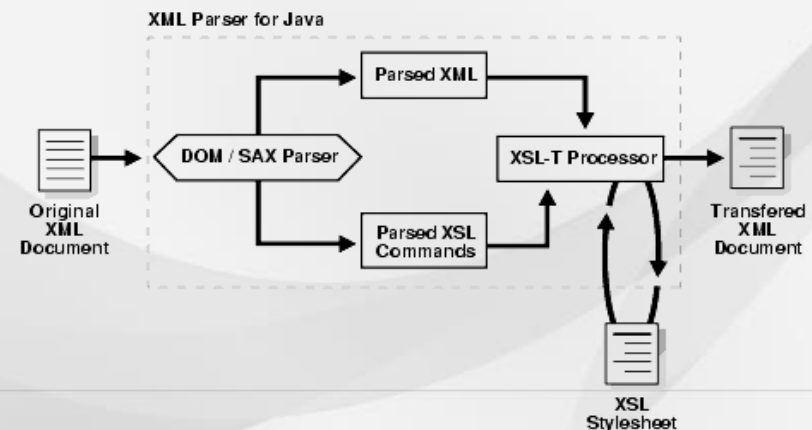 XML Parser for Java
Parsed XML
DOM / SAX Parser
XSL-T Processor
Original
XML
Document
Parsed XSL
Commands
Transfered
XML
Document
XSL
Stylesheet